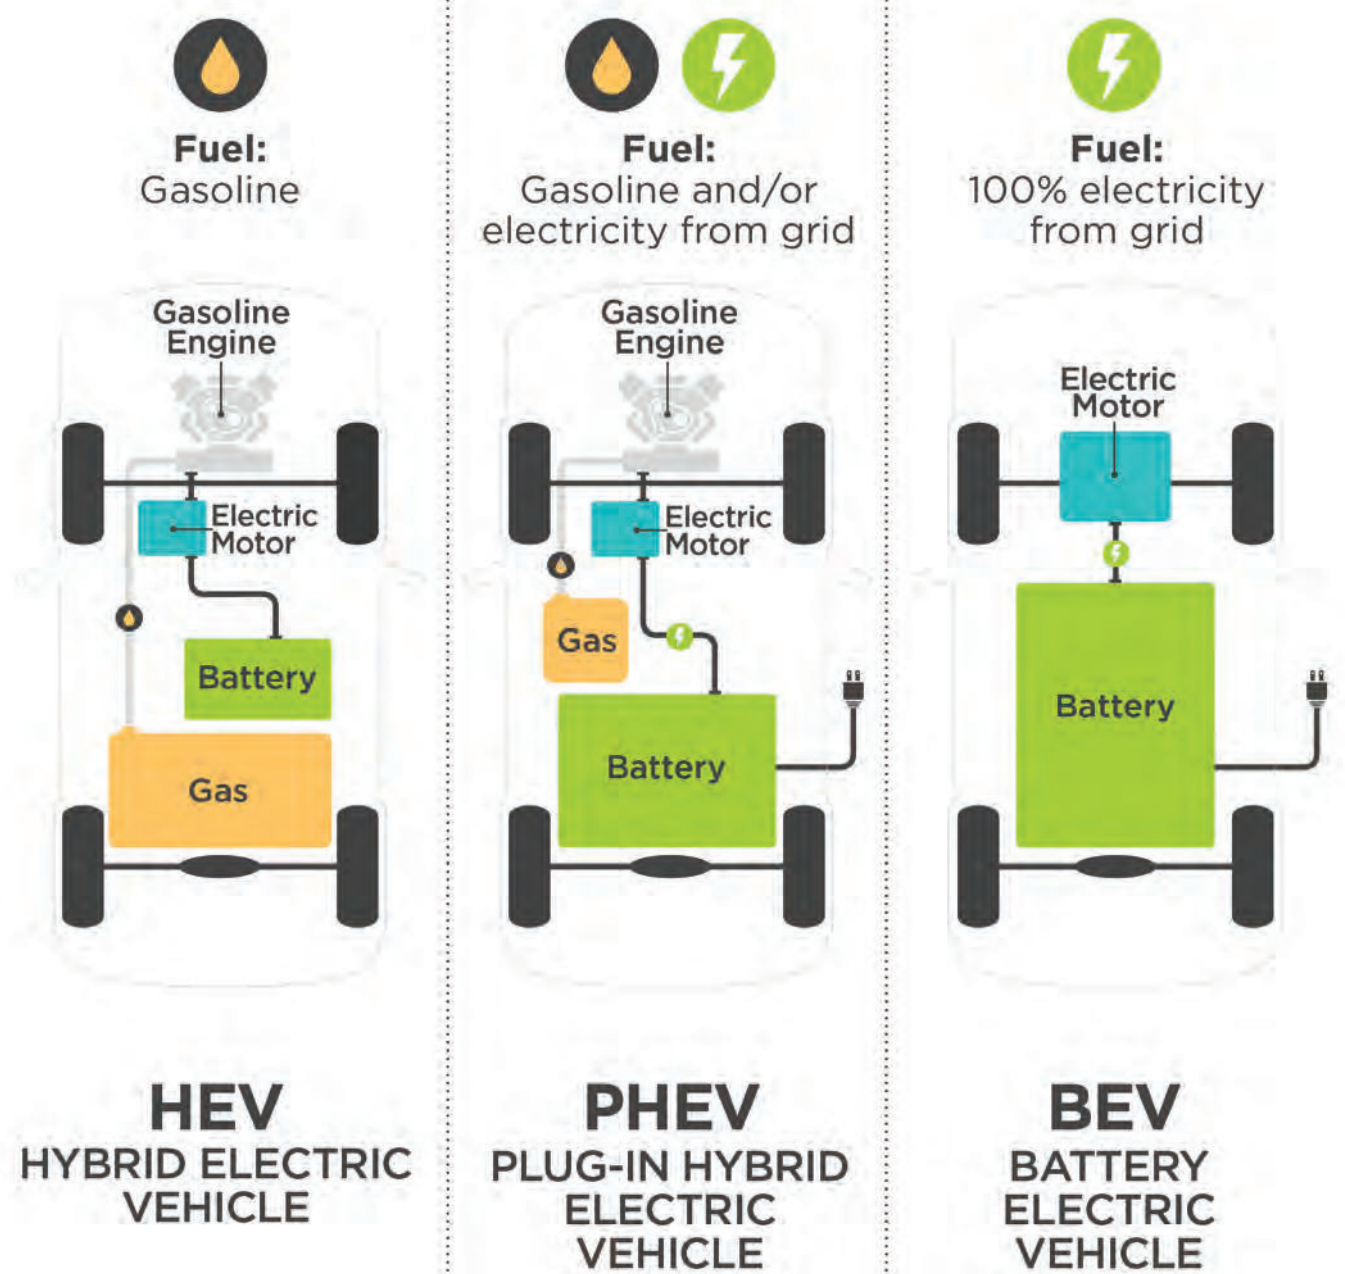 Fuel:
Gasoline
Gasoline
Engine
Electric
Motor
Battery
Gas
HEV
HYBRID ELECTRIC
VEHICLE
Fuel:
Gasoline and/or
electricity from grid
Gasoline
Engine
Electric
Motor
Gas
Battery
PHEV
PLUG-IN HYBRID
ELECTRIC
VEHICLE
Fuel:
100% electricity
from grid
Electric
Motor
Battery
BEV
BATTERY
ELECTRIC
VEHICLE